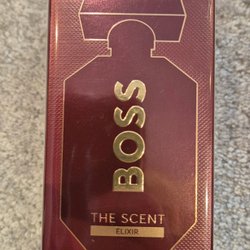 BOSS
THE SCENT
ELIXIR